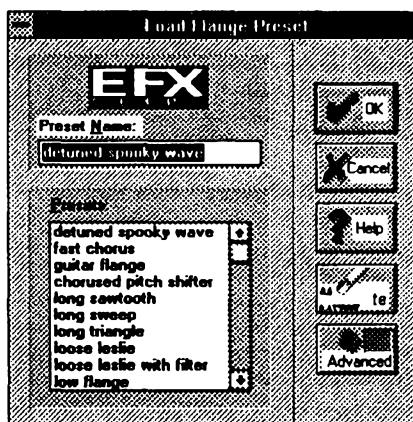 Load Flange Preset
EFX
Preset Name:
detuned spooky wave
Presets
detuned spooky wave
fast chorus
guitar flange
chorused pitch shifter
long sawtooth
long sweep
long triangle
loose leslie
loose leslie with filter
low flange
OK
Cancel
Help
te
Advanced